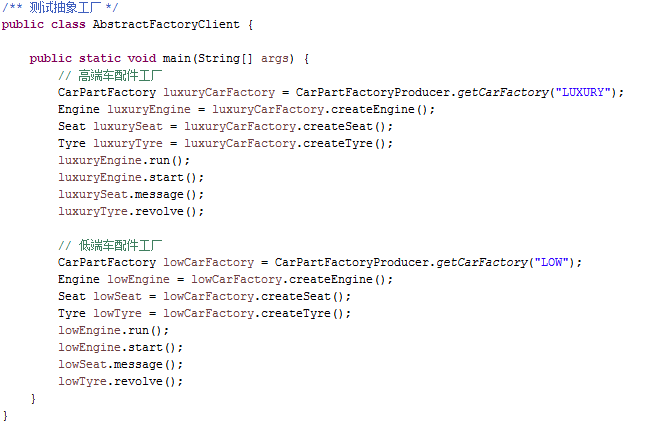 /** 测试抽象工厂 */
public class AbstractFactoryClient {
public static void main(String[] args) {
// 高端车配件工厂
CarPartFactory luxuryCarFactory = CarPartFactoryProducer.getCarFactory("LUXURY");
Engine luxuryEngine = luxuryCarFactory.createEngine();
Seat luxurySeat = luxuryCarFactory.createSeat();
Tyre luxuryTyre = luxuryCarFactory.createTyre();
luxuryEngine.run();
luxuryEngine.start();
luxurySeat.message();
luxuryTyre.revolve();
// 低端车配件工厂
CarPartFactory lowCarFactory = CarPartFactoryProducer.getCarFactory("LOW");
Engine lowEngine = lowCarFactory.createEngine();
Seat lowSeat = lowCarFactory.createSeat();
Tyre lowTyre = lowCarFactory.createTyre();
lowEngine.run();
lowEngine.start();
lowSeat.message();
lowTyre.revolve();
}
}